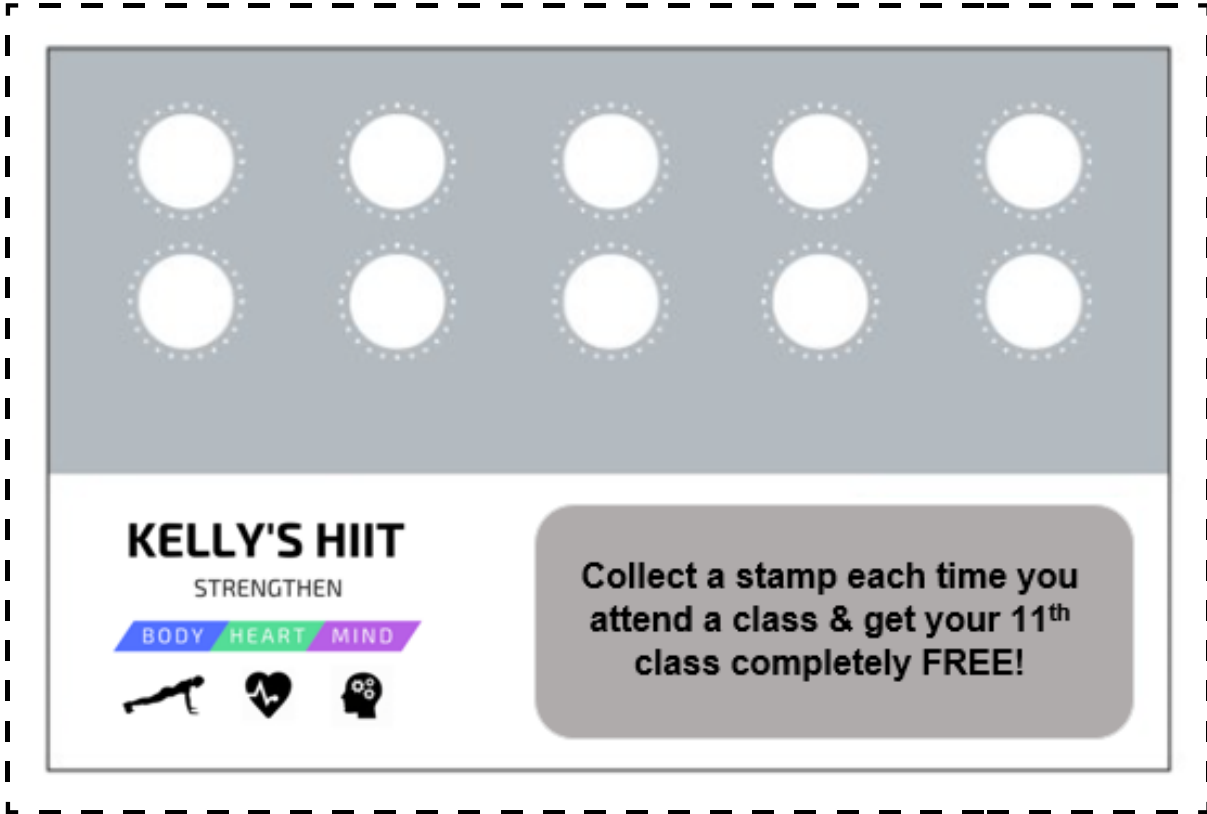 KELLY'S HIIT
STRENGTHEN
BODY HEART MIND
Collect a stamp each time you
attend a class & get your 11th
class completely FREE!